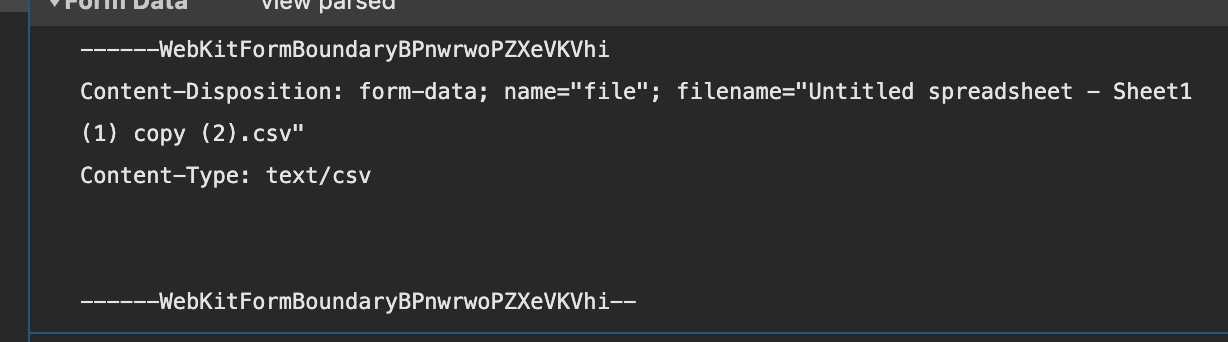 ▼Form Data view parsed
------WebKitFormBoundaryBPnwrwoPZXeVKVhi
Content-Disposition: form-data; name="file"; filename="Untitled spreadsheet - Sheet1
(1) copy (2).csv"
Content-Type: text/csv
------WebKitFormBoundaryBPnwrwoPZXeVKVhi--